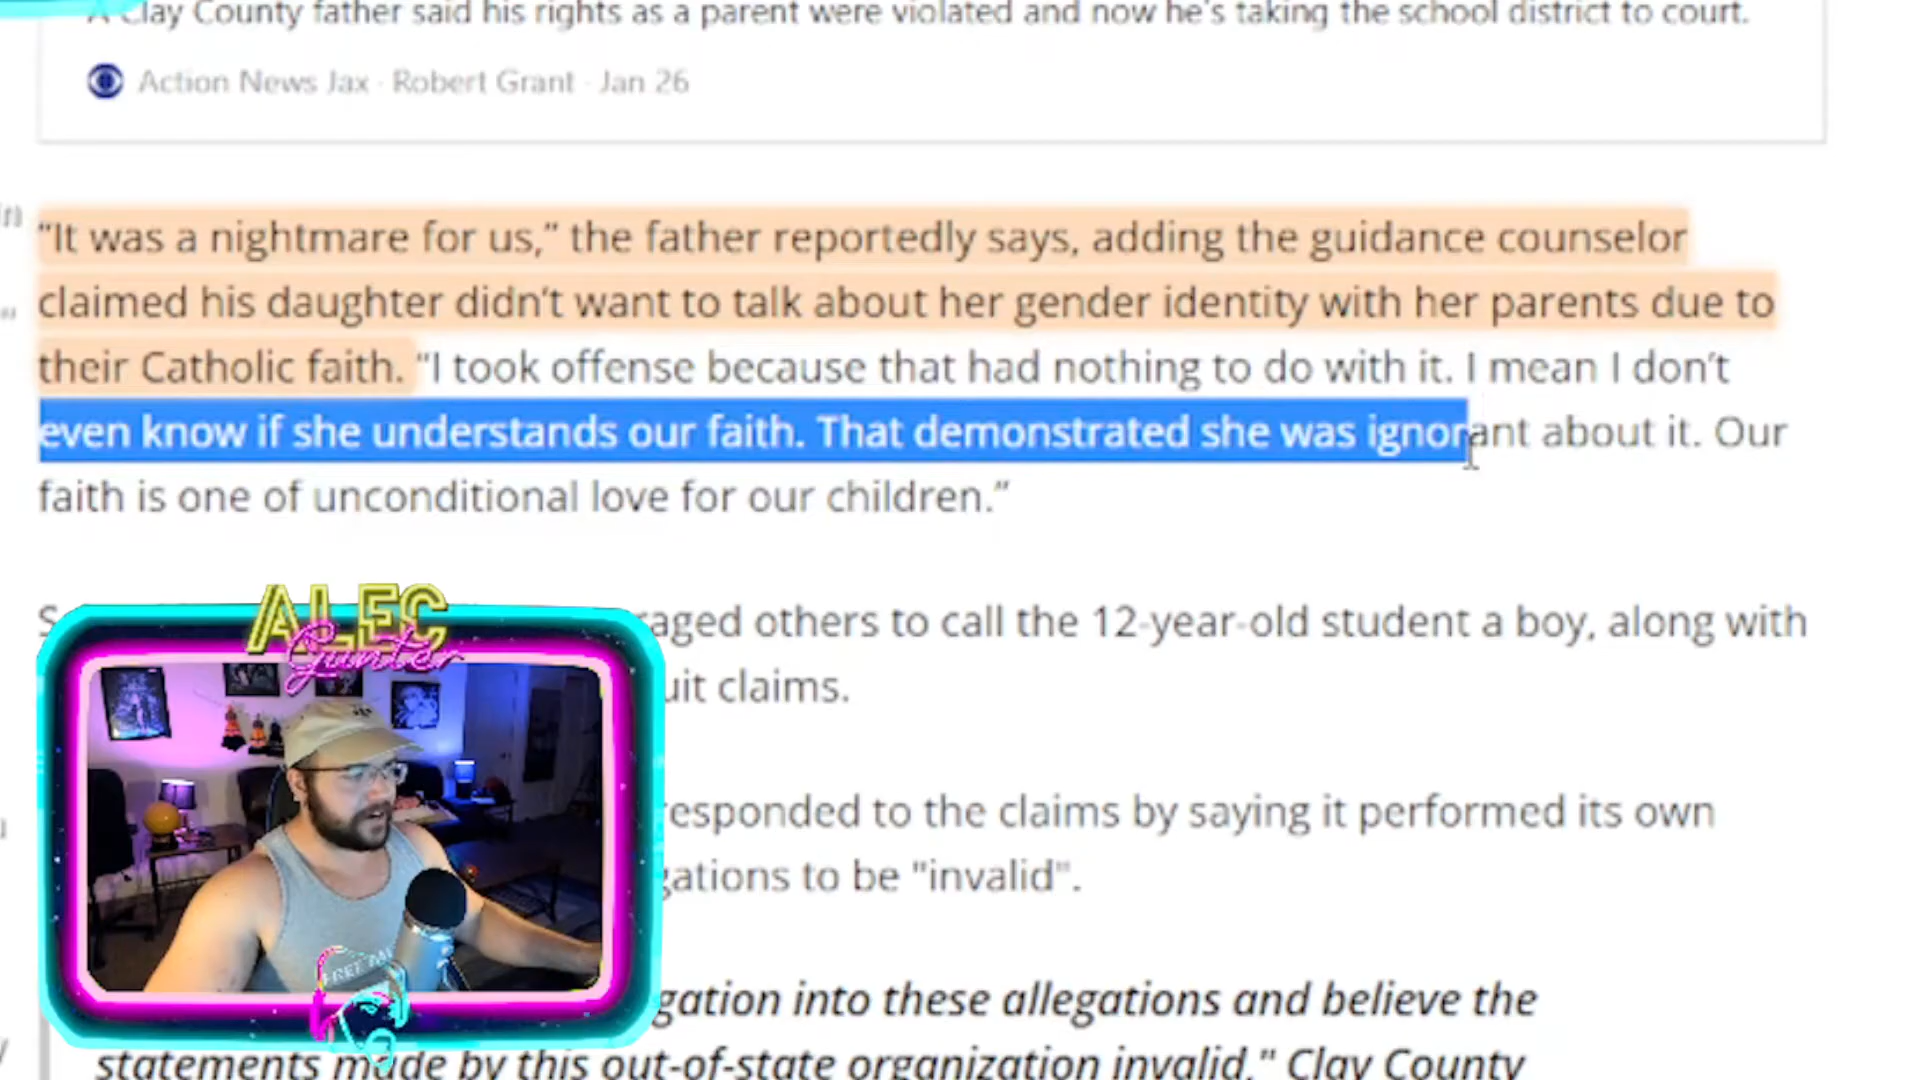 A Clay County father said his rights as a parent were violated and now he's taking the school district to court.
Action News Jax · Robert Grant · Jan 26
“It was a nightmare for us,” the father reportedly says, adding the guidance counselor
claimed his daughter didn’t want to talk about her gender identity with her parents due to
their Catholic faith. “I took offense because that had nothing to do with it. I mean I don’t
even know if she understands our faith. That demonstrated she was ignorant about it. Our
faith is one of unconditional love for our children.”
others to call the 12-year-old student a boy, along with
claims.
responded to the claims by saying it performed its own
to be "invalid".
into these allegations and believe the
statements made by this out-of-state organization invalid," Clay County
ALEC
Gunter